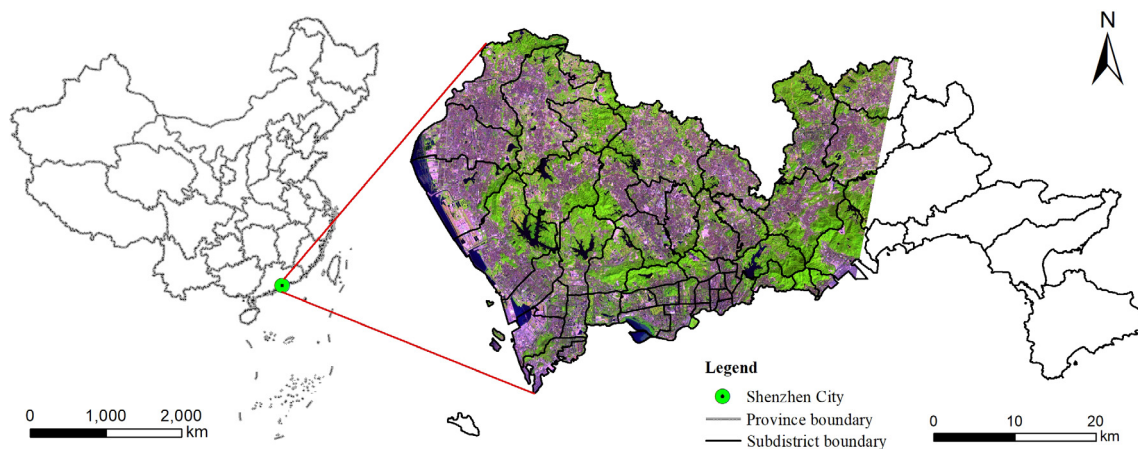 N
Legend
Shenzhen City
Province boundary
Subdistrict boundary
0 1,000 2,000
km
0 10 20
km